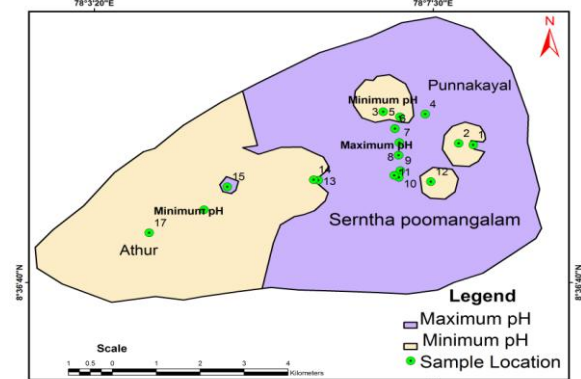 78°3'20"E
78°7'30"E
N
Punnakayal
Minimum pH
3
5
6
4
7
2
1
Maximum pH
8
9
11
10
12
14
13
15
Serntha poomangalam
Minimum pH
17
Athur
8°36'40"N
8°36'40"N
Legend
Maximum pH
Minimum pH
Sample Location
Scale
1 0.5 0 1 2 3 4
Kilometers